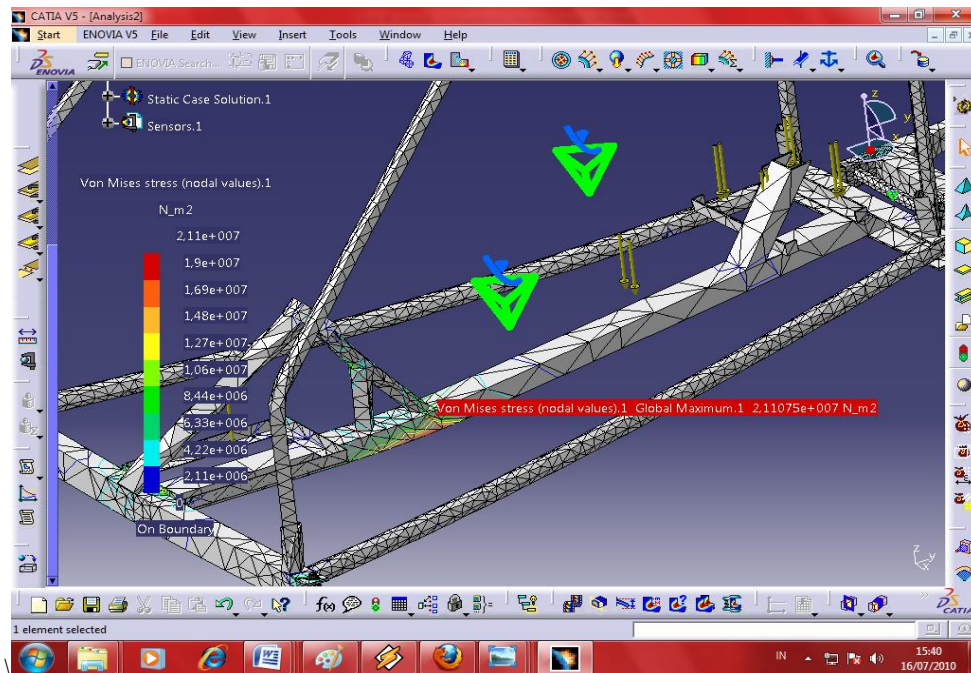 CATIA V5 - [Analysis2]
Start ENOVIA V5 File Edit View Insert Tools Window Help
DS ENOVIA ENOVIA Search...
f(x)
Static Case Solution.1
Sensors.1
Von Mises stress (nodal values).1
N_m2
2,11e+007
1,9e+007
1,69e+007
1,48e+007
1,27e+007
1,06e+007
8,44e+006
6,33e+006
4,22e+006
2,11e+006
0
On Boundary
Von Mises stress (nodal values).1 Global Maximum.1 2,11075e+007 N_m2
z
y
x
z
y
x
DS CATIA
1 element selected
\
IN
15:40
16/07/2010